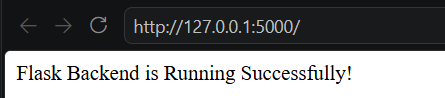 http://127.0.0.1:5000/
Flask Backend is Running Successfully!